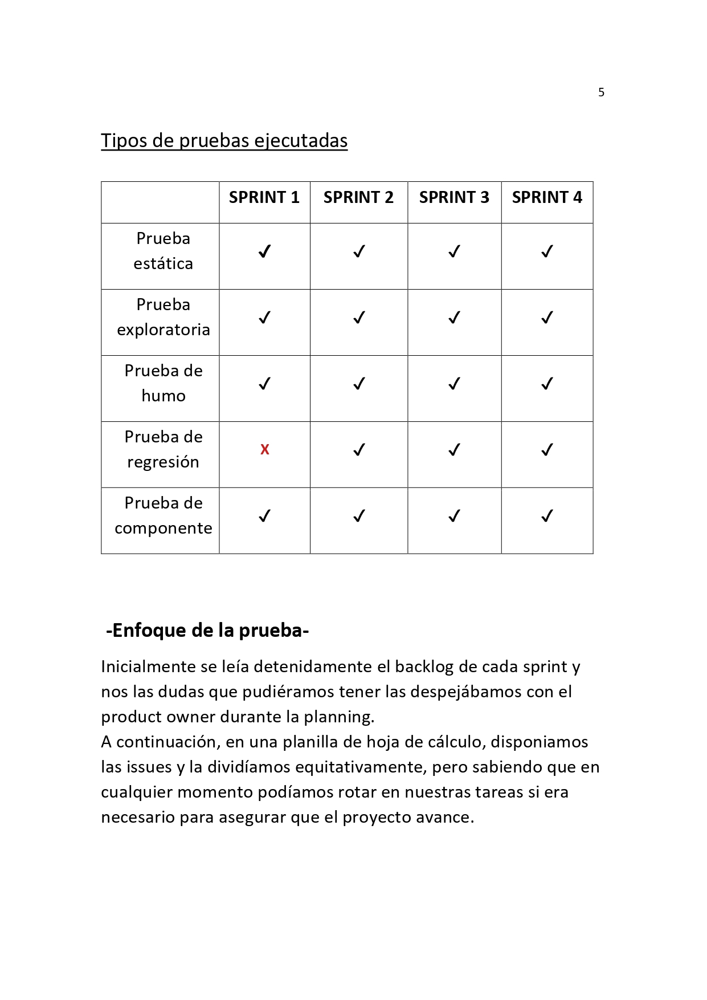 5
Tipos de pruebas ejecutadas
SPRINT 1 SPRINT 2 SPRINT 3 SPRINT 4
Prueba
estática
✓ ✓ ✓ ✓
Prueba
exploratoria
✓ ✓ ✓ ✓
Prueba de
humo
✓ ✓ ✓ ✓
Prueba de
regresión
X ✓ ✓ ✓
Prueba de
componente
✓ ✓ ✓ ✓
-Enfoque de la prueba-
Inicialmente se leía detenidamente el backlog de cada sprint y
nos las dudas que pudiéramos tener las despejábamos con el
product owner durante la planning.
A continuación, en una planilla de hoja de cálculo, disponiamos
las issues y la dividíamos equitativamente, pero sabiendo que en
cualquier momento podíamos rotar en nuestras tareas si era
necesario para asegurar que el proyecto avance.